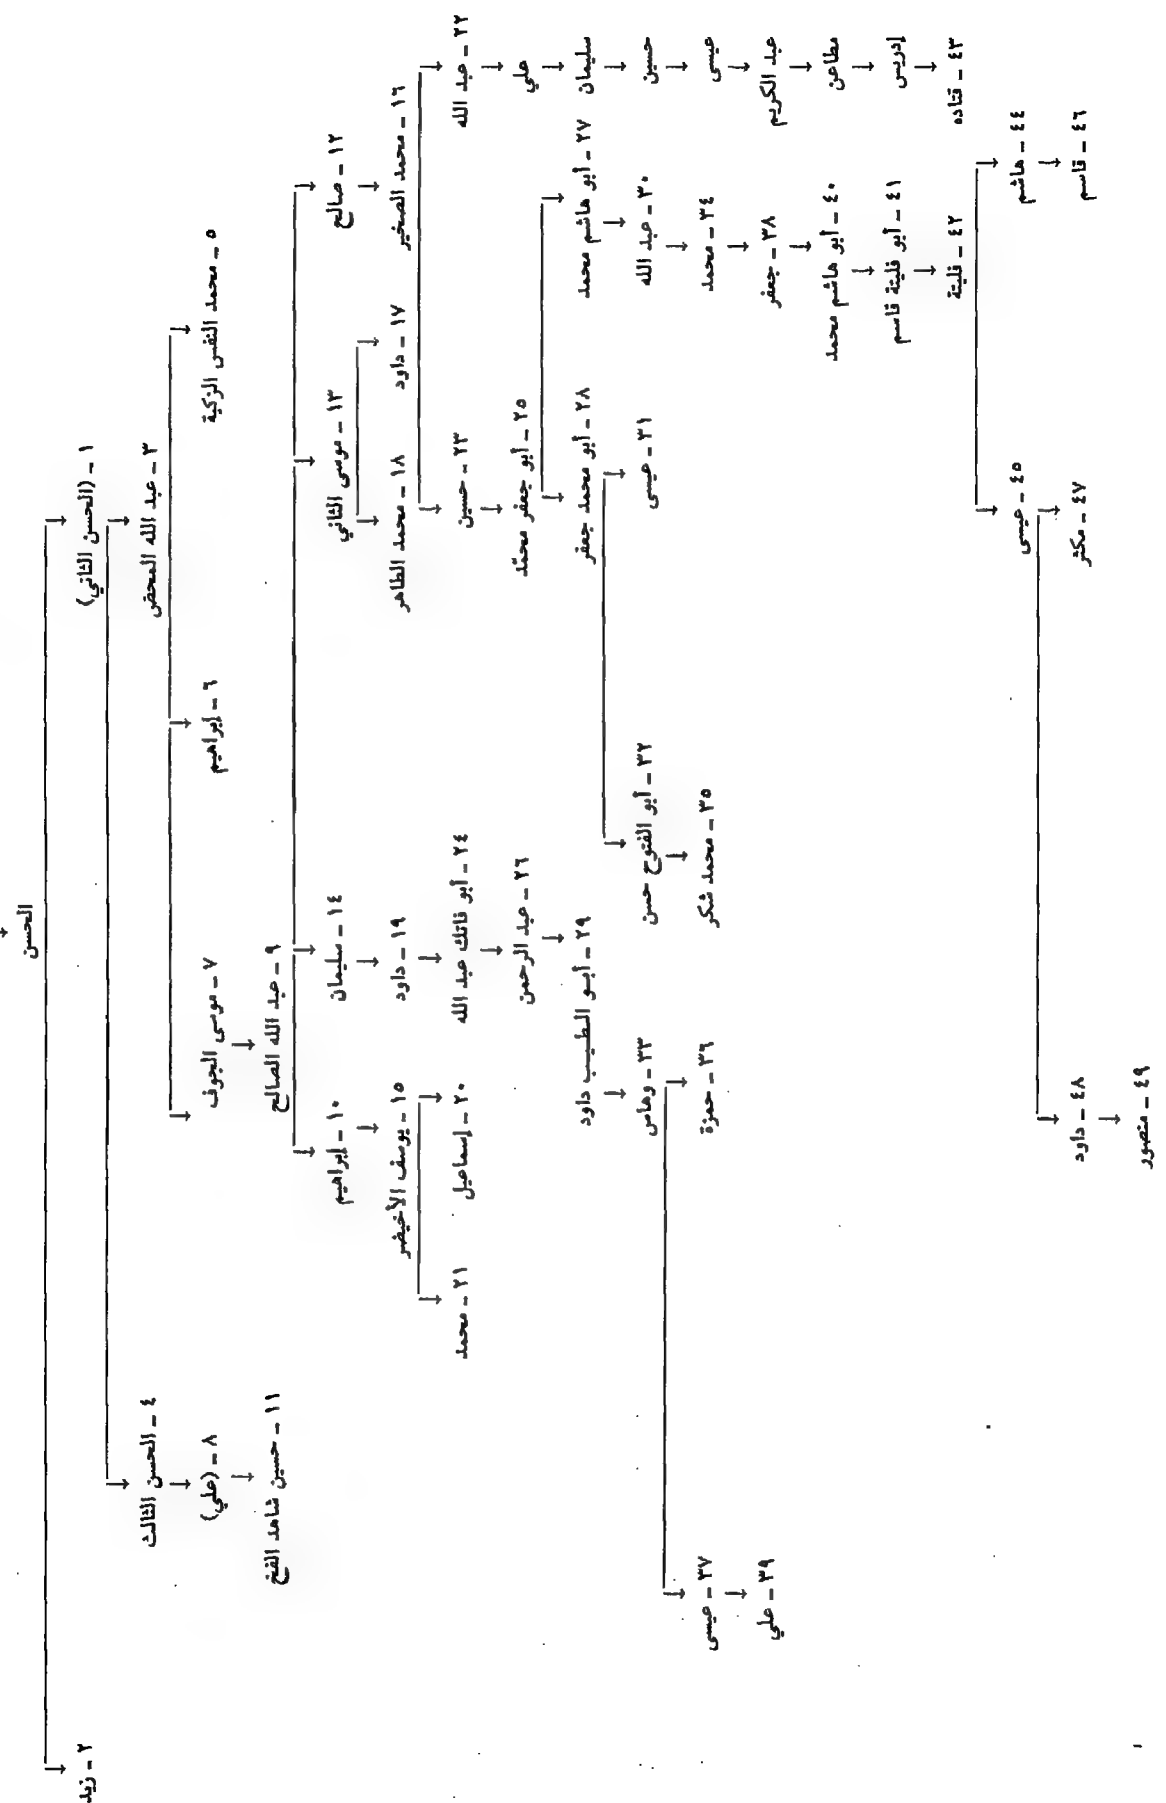 الحسن
١ - (الحسن الثاني)
٢ - زيد
٣ - عبد الله المحض
٤ - الحسن الثالث
٥ - محمد النفس الزكية
٦ - إبراهيم
٧ - موسى الجوف
٨ - (علي)
٩ - عبد الله الصالح
١١ - حسين شاهد الفخ
١٢ - صالح
١٣ - موسى الثاني
١٤ - سليمان
١٠ - إبراهيم
١٦ - محمد الصغير
١٧ - داود
١٨ - محمد الطاهر
١٩ - داود
١٥ - يوسف الأخيضر
٢٢ - عبد الله
٢٣ - حسين
٢٤ - أبو فاتك عبد الله
٢٠ - إسماعيل
٢١ - محمد
علي
٢٥ - أبو جعفر محمّد
٢٦ - عبد الرحمن
سليمان
٢٧ - أبو هاشم محمد
٢٨ - أبو محمد جعفر
٢٩ - أبو الطيب داود
حسين
٣٠ - عبد الله
٣١ - عيسى
٣٢ - أبو الفتوح حسن
٣٣ - وهاس
عيسى
٣٤ - محمد
٣٥ - محمد شكر
٣٦ - حمزة
٣٧ - عيسى
عبد الكريم
٣٨ - جعفر
٣٩ - علي
مطاعن
٤٠ - أبو هاشم محمد
إدريس
٤١ - أبو فليتة قاسم
٤٣ - قتاده
٤٢ - فليتة
٤٤ - هاشم
٤٥ - عيسى
٤٦ - قاسم
٤٧ - مكثر
٤٨ - داود
٤٩ - منصور